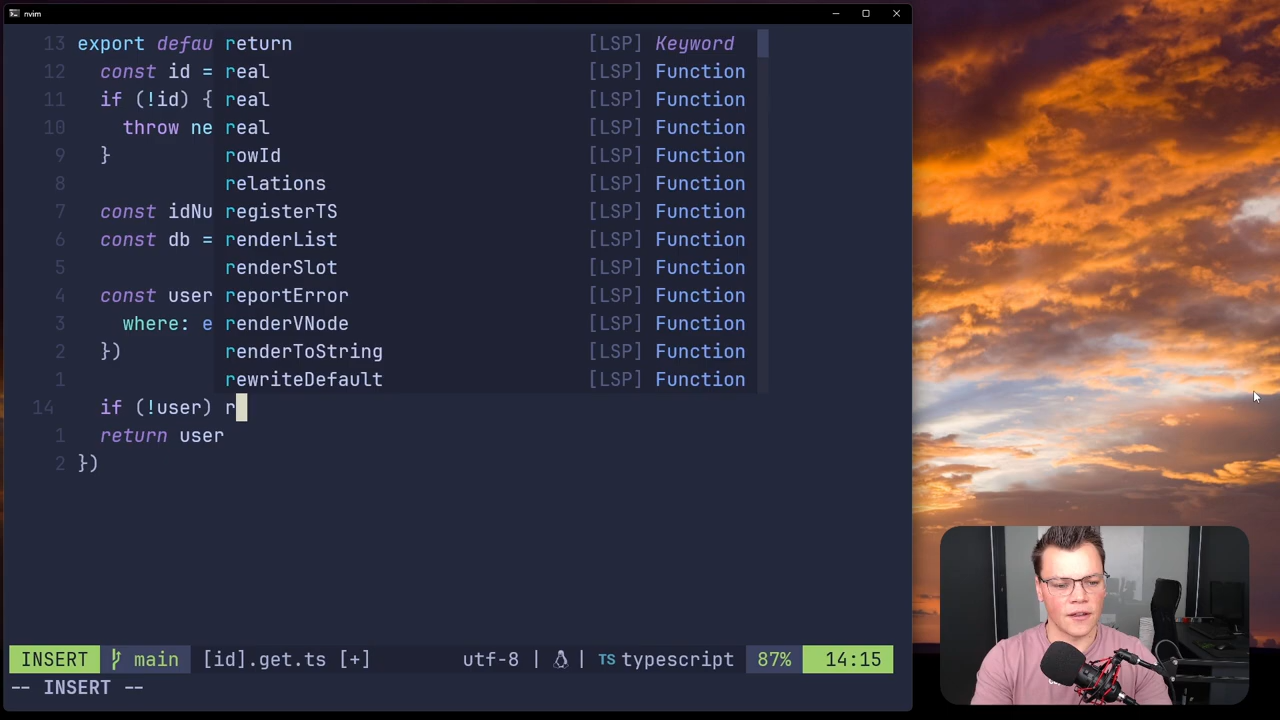 nvim
13 export defau return [LSP] Keyword
12 const id = real [LSP] Function
11 if (!id) { real [LSP] Function
10 throw ne real [LSP] Function
9 } rowId [LSP] Function
8 relations [LSP] Function
7 const idNu registerTS [LSP] Function
6 const db = renderList [LSP] Function
5 renderSlot [LSP] Function
4 const user reportError [LSP] Function
3 where: e renderVNode [LSP] Function
2 }) renderToString [LSP] Function
1 rewriteDefault [LSP] Function
14 if (!user) r
1 return user
2 })
INSERT main [id].get.ts [+] utf-8 | | TS typescript 87% 14:15
-- INSERT --